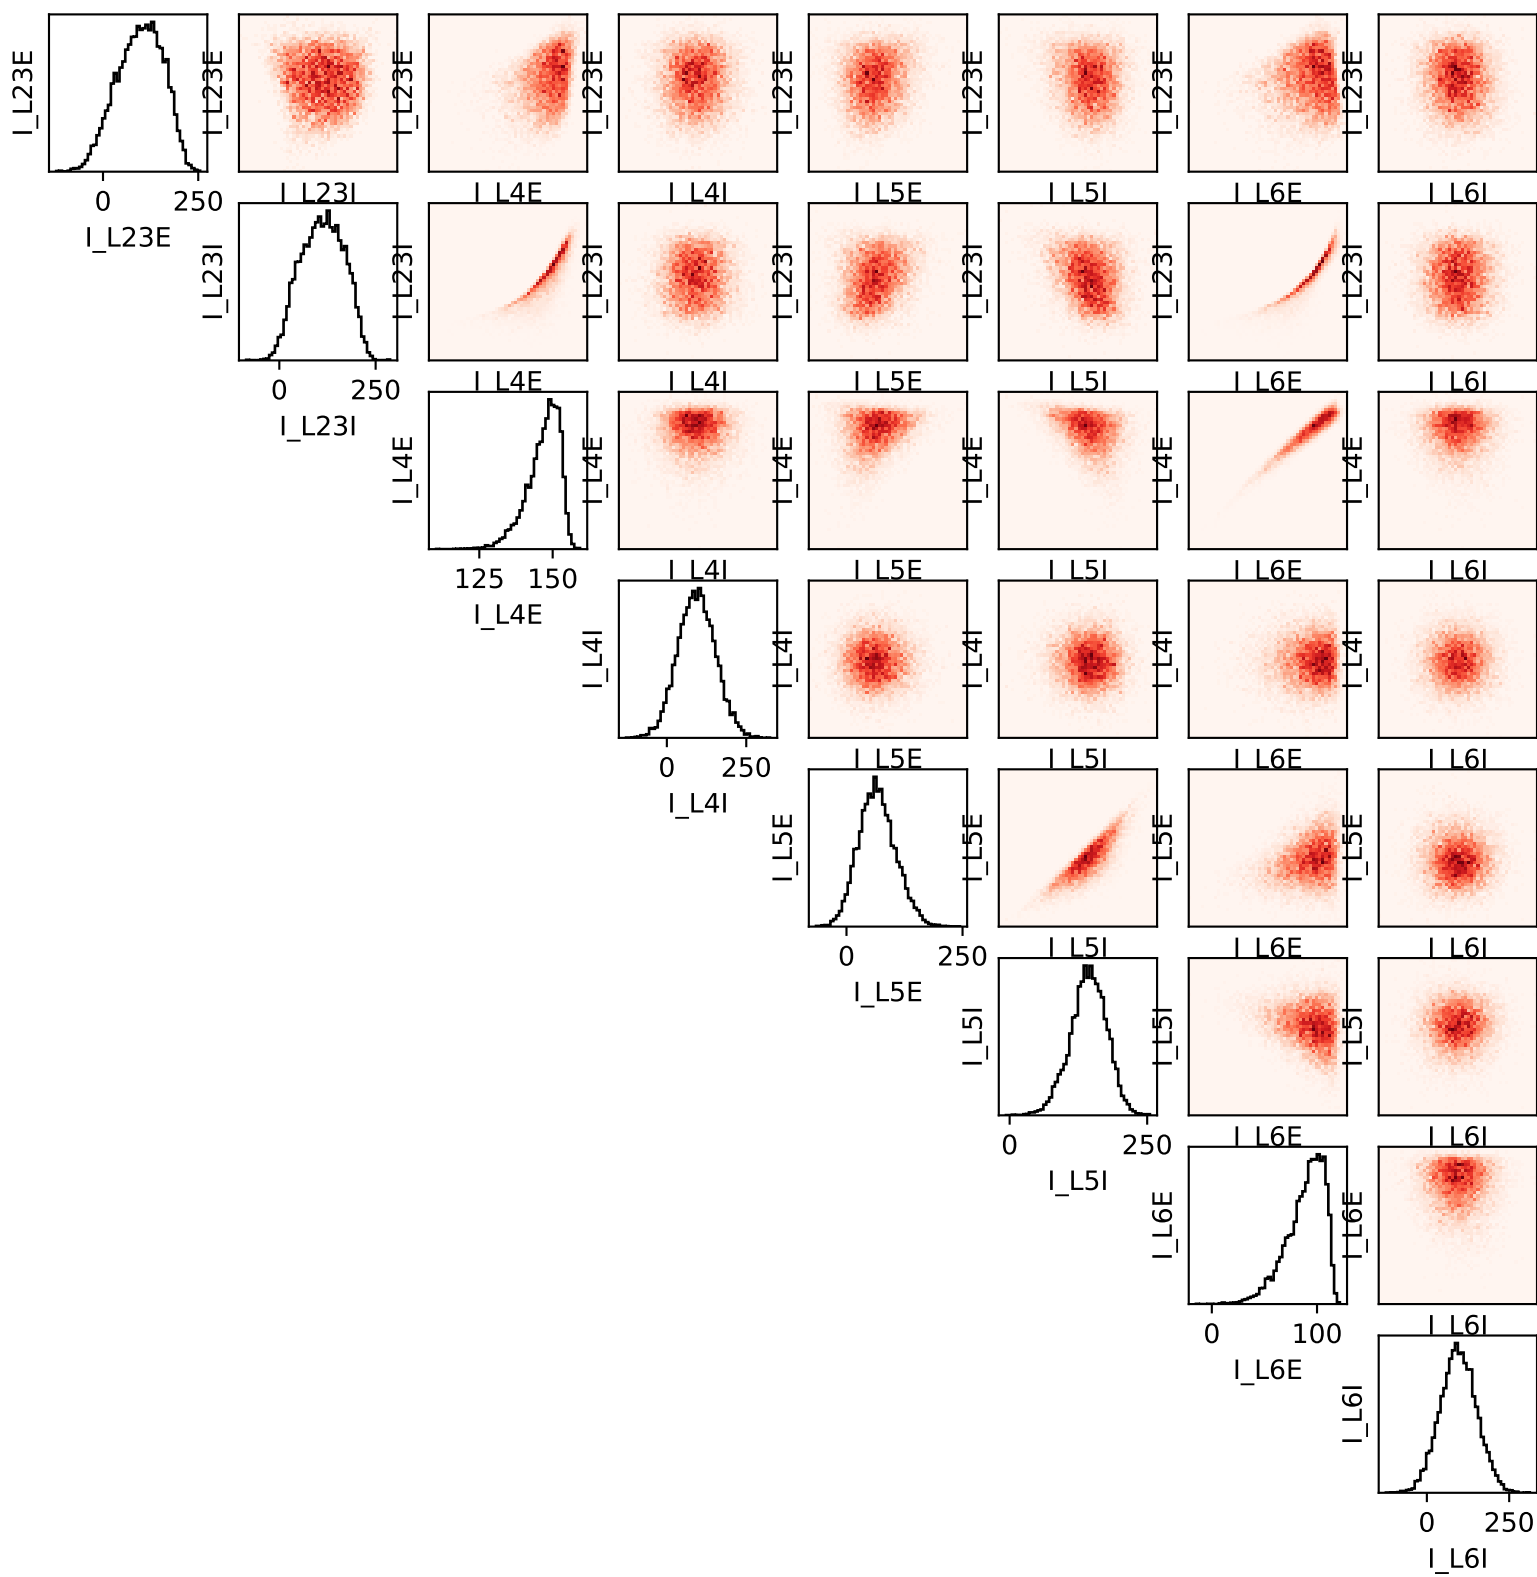 I_L23E I_L23E I_L23E I_L23E I_L23E I_L23E I_L23E I_L23E
I_L23I I_L4E I_L4I I_L5E I_L5I I_L6E I_L6I
0 250
I_L23E
I_L23I I_L23I I_L23I I_L23I I_L23I I_L23I I_L23I
I_L4E I_L4I I_L5E I_L5I I_L6E I_L6I
0 250
I_L23I
I_L4E I_L4E I_L4E I_L4E I_L4E I_L4E
I_L4I I_L5E I_L5I I_L6E I_L6I
125 150
I_L4E
I_L4I I_L4I I_L4I I_L4I I_L4I
I_L5E I_L5I I_L6E I_L6I
0 250
I_L4I
I_L5E I_L5E I_L5E I_L5E
I_L5I I_L6E I_L6I
0 250
I_L5E
I_L5I I_L5I I_L5I
I_L6E I_L6I
0 250
I_L5I
I_L6E I_L6E
I_L6I
0 100
I_L6E
I_L6I
0 250
I_L6I